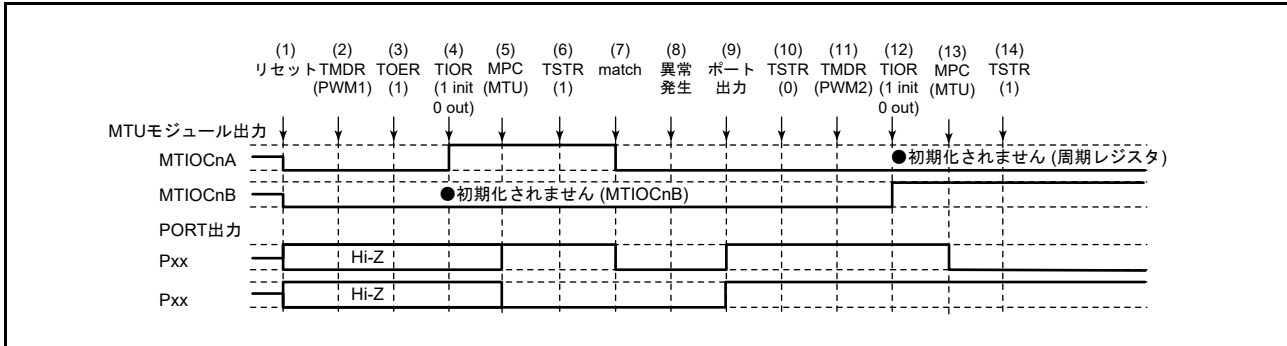 (1) (2) (3) (4) (5) (6) (7) (8) (9) (10) (11) (12) (13) (14)
リセット TMDR TOER TIOR MPC TSTR match 異常 ポート TSTR TMDR TIOR MPC TSTR
(PWM1) (1) (1 init (MTU) (1) 発生 出力 (0) (PWM2) (1 init (MTU) (1)
0 out) 0 out)
MTUモジュール出力
MTIOCnA ●初期化されません (周期レジスタ)
MTIOCnB ●初期化されません (MTIOCnB)
PORT出力
Pxx Hi-Z
Pxx Hi-Z